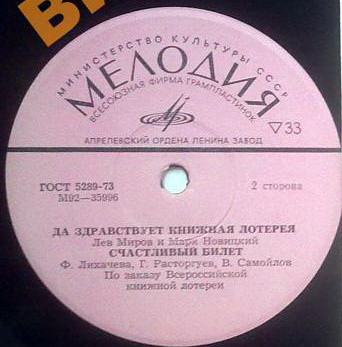 МИНИСТЕРСТВО КУЛЬТУРЫ СССР
МЕЛОДИЯ
ВСЕСОЮЗНАЯ ФИРМА ГРАМПЛАСТИНОК
▽33
АПРЕЛЕВСКИЙ ОРДЕНА ЛЕНИНА ЗАВОД
ГОСТ 5289-73
М92—35996
2 сторона
ДА ЗДРАВСТВУЕТ КНИЖНАЯ ЛОТЕРЕЯ
Лев Миров и Марк Новицкий
СЧАСТЛИВЫЙ БИЛЕТ
Ф. Лихачева, Г. Расторгуев, В. Самойлов
По заказу Всероссийской
книжной лотереи